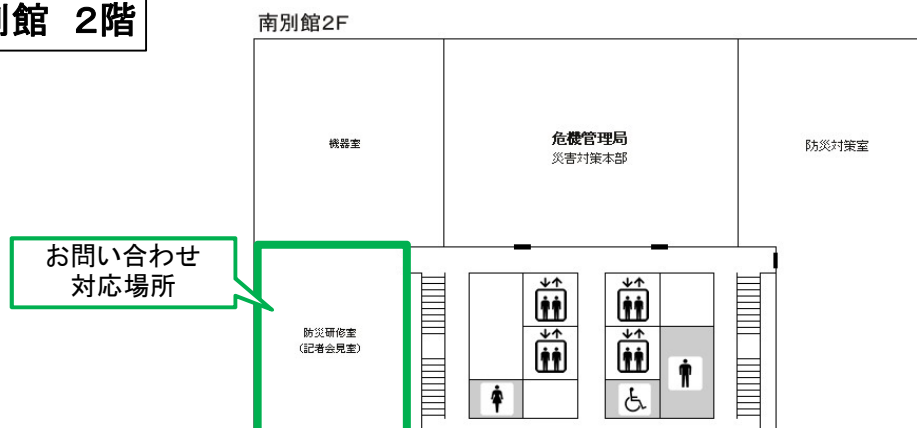 別館 2階
南別館2F
機器室
危機管理局
災害対策本部
防災対策室
お問い合わせ
対応場所
防災研修室
(記者会見室)